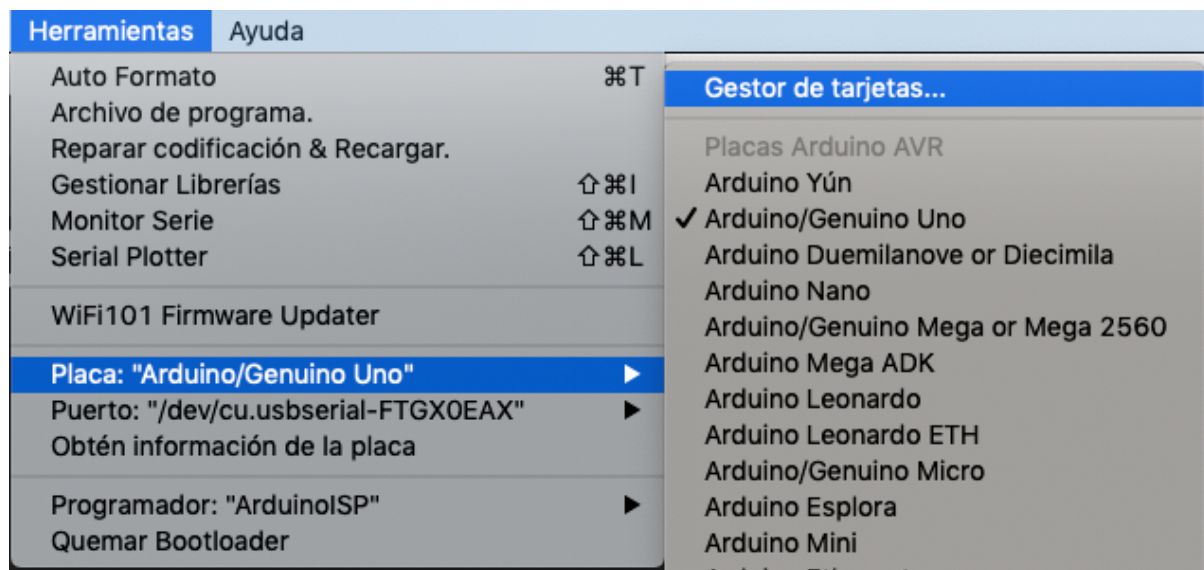 Herramientas Ayuda
Auto Formato ⌘T
Archivo de programa.
Reparar codificación & Recargar.
Gestionar Librerías ⇧⌘I
Monitor Serie ⇧⌘M
Serial Plotter ⇧⌘L
WiFi101 Firmware Updater
Placa: "Arduino/Genuino Uno" ▶
Puerto: "/dev/cu.usbserial-FTGX0EAX" ▶
Obtén información de la placa
Programador: "ArduinoISP" ▶
Quemar Bootloader
Gestor de tarjetas...
Placas Arduino AVR
Arduino Yún
✓ Arduino/Genuino Uno
Arduino Duemilanove or Diecimila
Arduino Nano
Arduino/Genuino Mega or Mega 2560
Arduino Mega ADK
Arduino Leonardo
Arduino Leonardo ETH
Arduino/Genuino Micro
Arduino Esplora
Arduino Mini